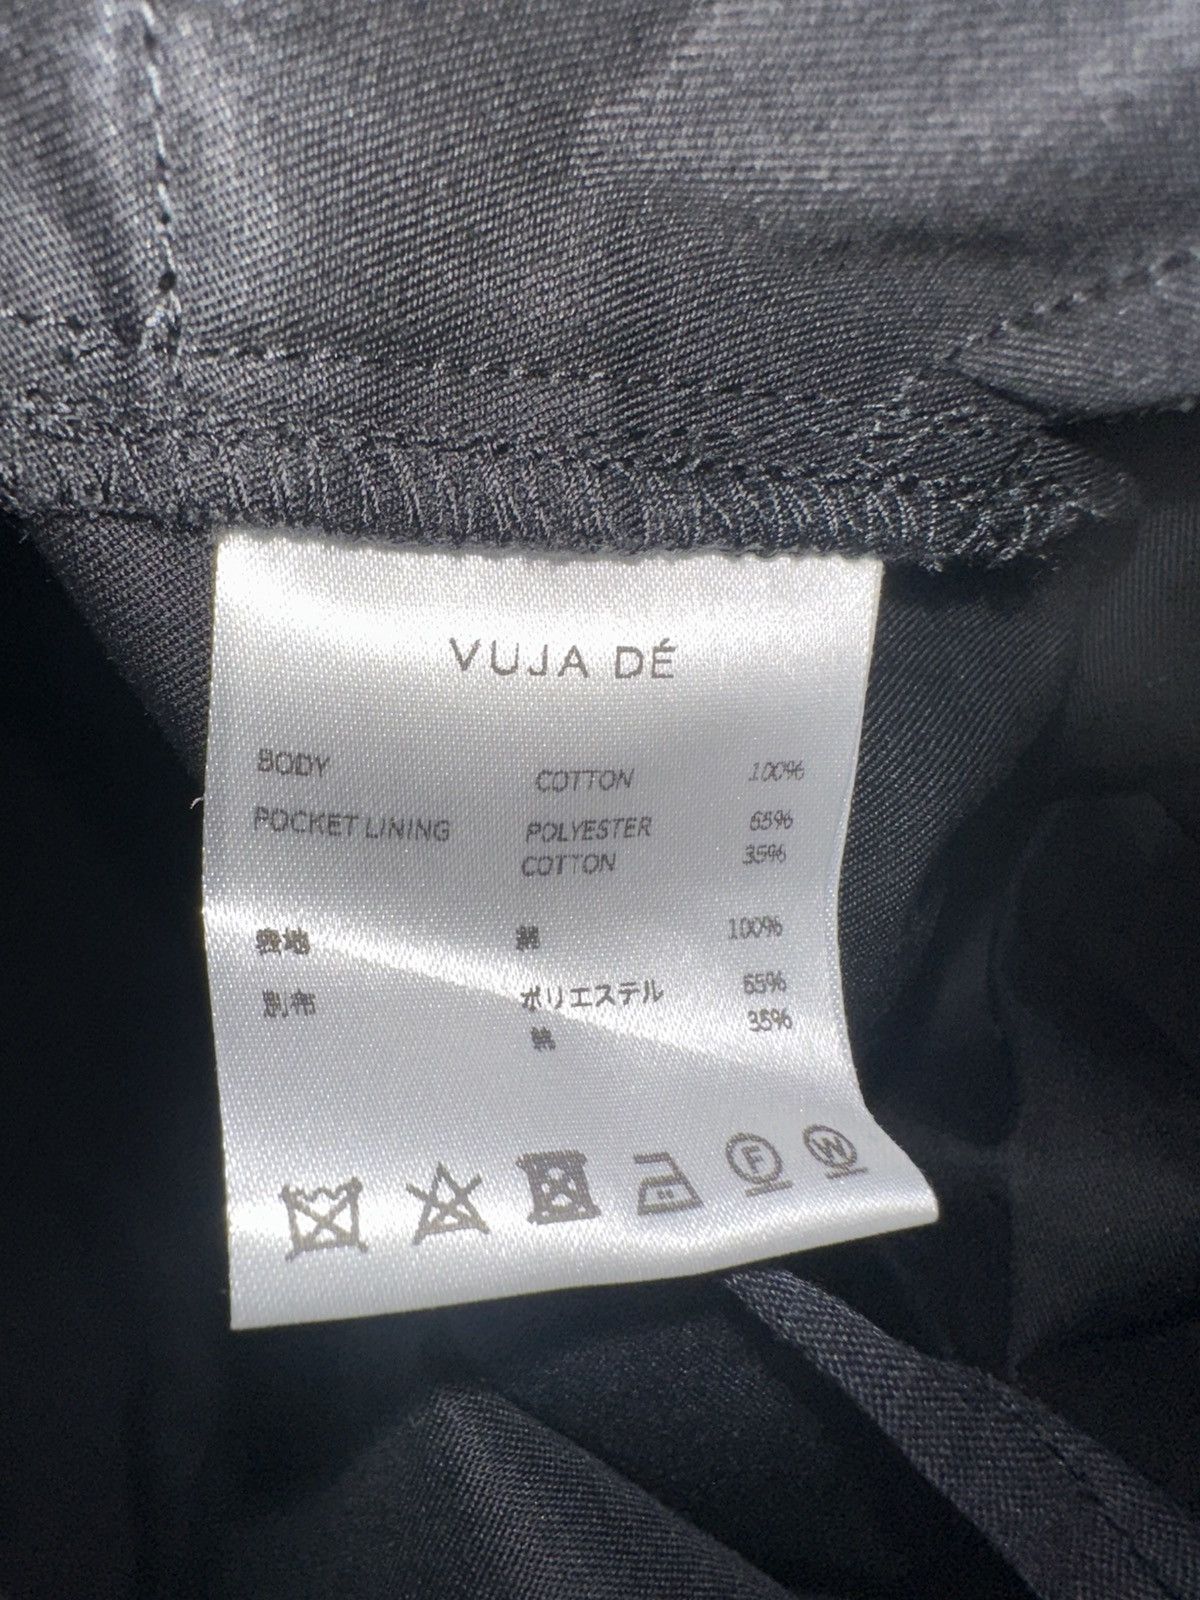 VUJA DÉ
BODY COTTON 100%
POCKET LINING POLYESTER 65%
COTTON 35%
表地 綿 100%
別布 ポリエステル 65%
綿 35%
F W